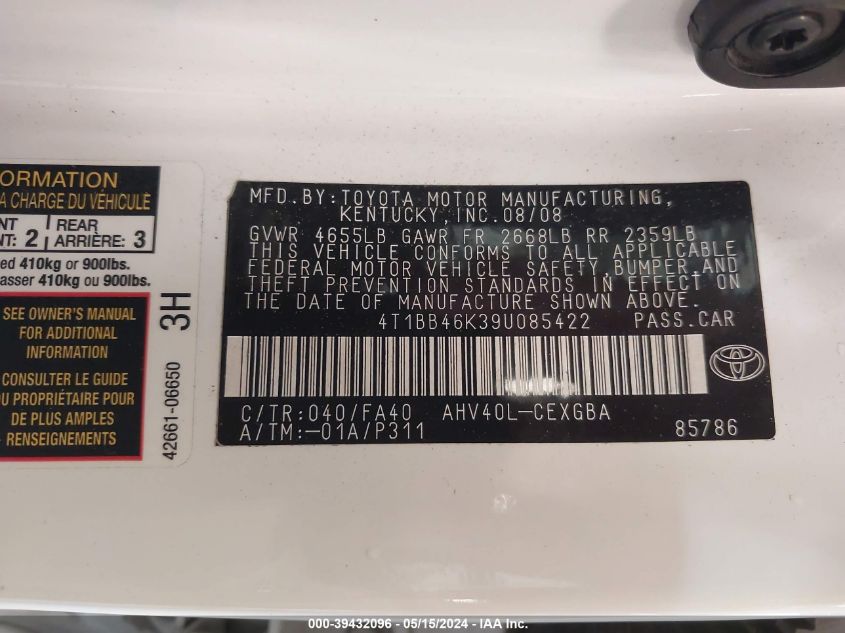 ORMATION
A CHARGE DU VÉHICULE
NT REAR
NT: 2 ARRIÈRE: 3
ed 410kg or 900lbs.
asser 410kg ou 900lbs.
SEE OWNER'S MANUAL
FOR ADDITIONAL
INFORMATION
CONSULTER LE GUIDE
DU PROPRIÉTAIRE POUR
DE PLUS AMPLES
RENSEIGNEMENTS
42661-06650 3H
MFD. BY: TOYOTA MOTOR MANUFACTURING,
KENTUCKY, INC. 08/08
GVWR 4655LB GAWR FR 2668LB RR 2359LB
THIS VEHICLE CONFORMS TO ALL APPLICABLE
FEDERAL MOTOR VEHICLE SAFETY, BUMPER, AND
THEFT PREVENTION STANDARDS IN EFFECT ON
THE DATE OF MANUFACTURE SHOWN ABOVE.
4T1BB46K39U085422 PASS.CAR
C/TR: 040/FA40 AHV40L-CEXGBA
A/TM: -01A/P311 85786
000-39432096 - 05/15/2024 - IAA Inc.